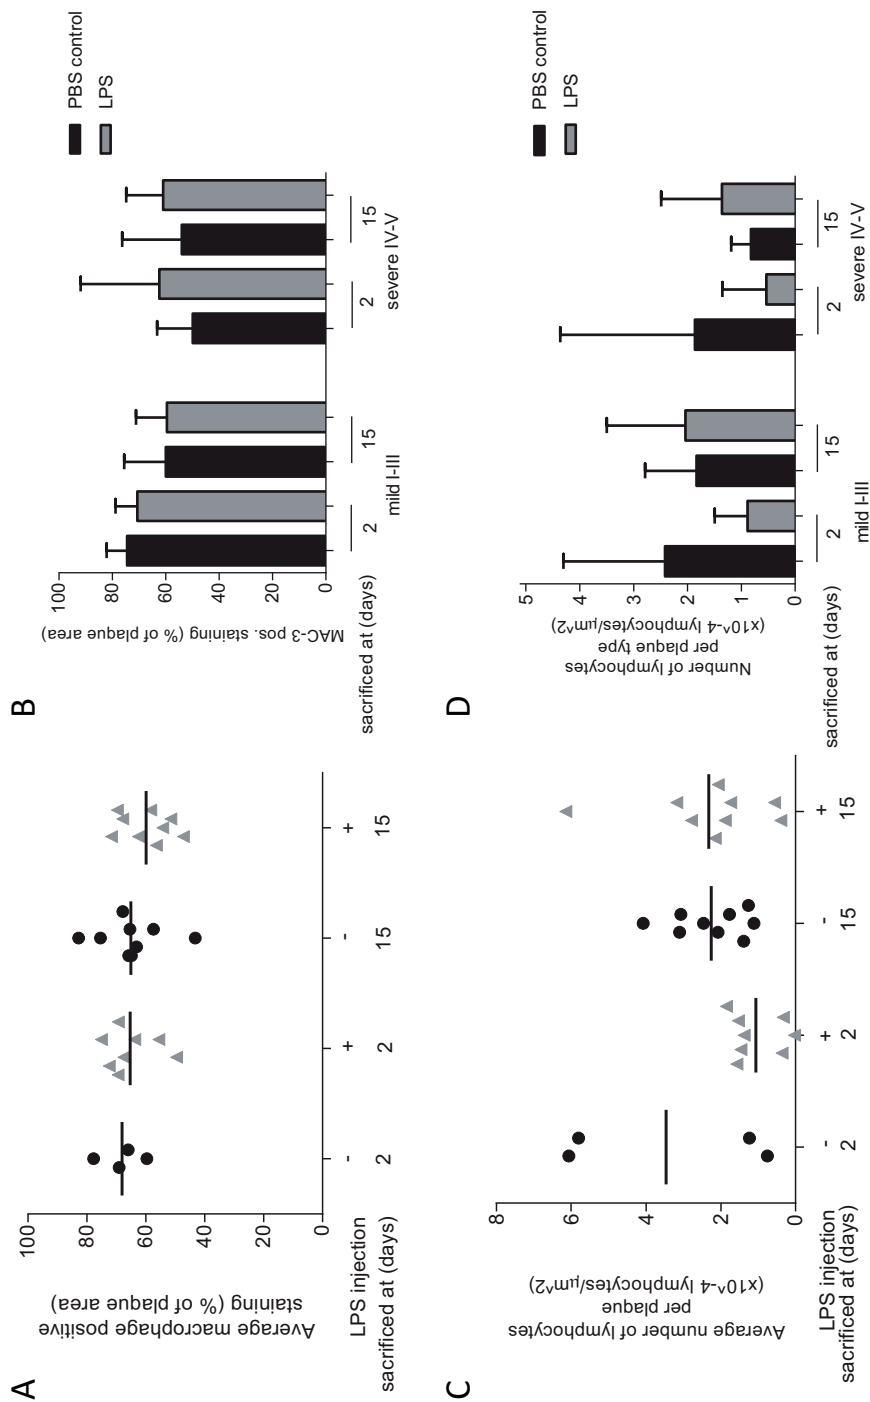 A
Average macrophage positive
staining (% of plaque area)
100
80
60
40
20
0
LPS injection - + - +
sacrificed at (days) 2 2 15 15
B
MAC-3 pos. staining (% of plaque area)
100
80
60
40
20
0
sacrificed at (days) 2 15 2 15
mild I-III severe IV-V
PBS control
LPS
C
Average number of lymphocytes
per plaque
(x10^-4 lymphocytes/µm^2)
8
6
4
2
0
LPS injection - + - +
sacrificed at (days) 2 2 15 15
D
Number of lymphocytes
per plaque type
(x10^-4 lymphocytes/µm^2)
5
4
3
2
1
0
sacrificed at (days) 2 15 2 15
mild I-III severe IV-V
PBS control
LPS